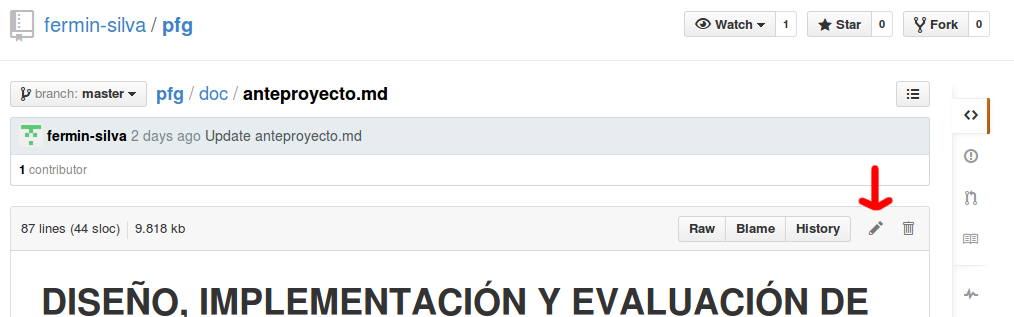 fermin-silva / pfg
Watch 1 Star 0 Fork 0
branch: master pfg / doc / anteproyecto.md
fermin-silva 2 days ago Update anteproyecto.md
1 contributor
87 lines (44 sloc) 9.818 kb Raw Blame History
DISEÑO, IMPLEMENTACIÓN Y EVALUACIÓN DE